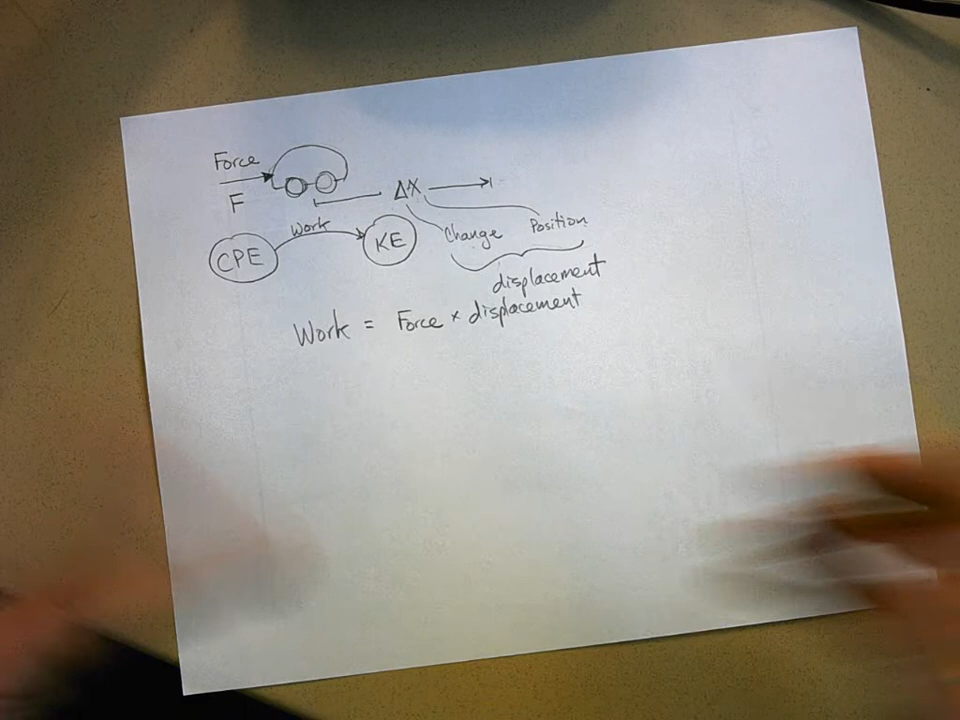 Force
F
ΔX
Work
CPE
KE
Change Position
displacement
Work = Force × displacement